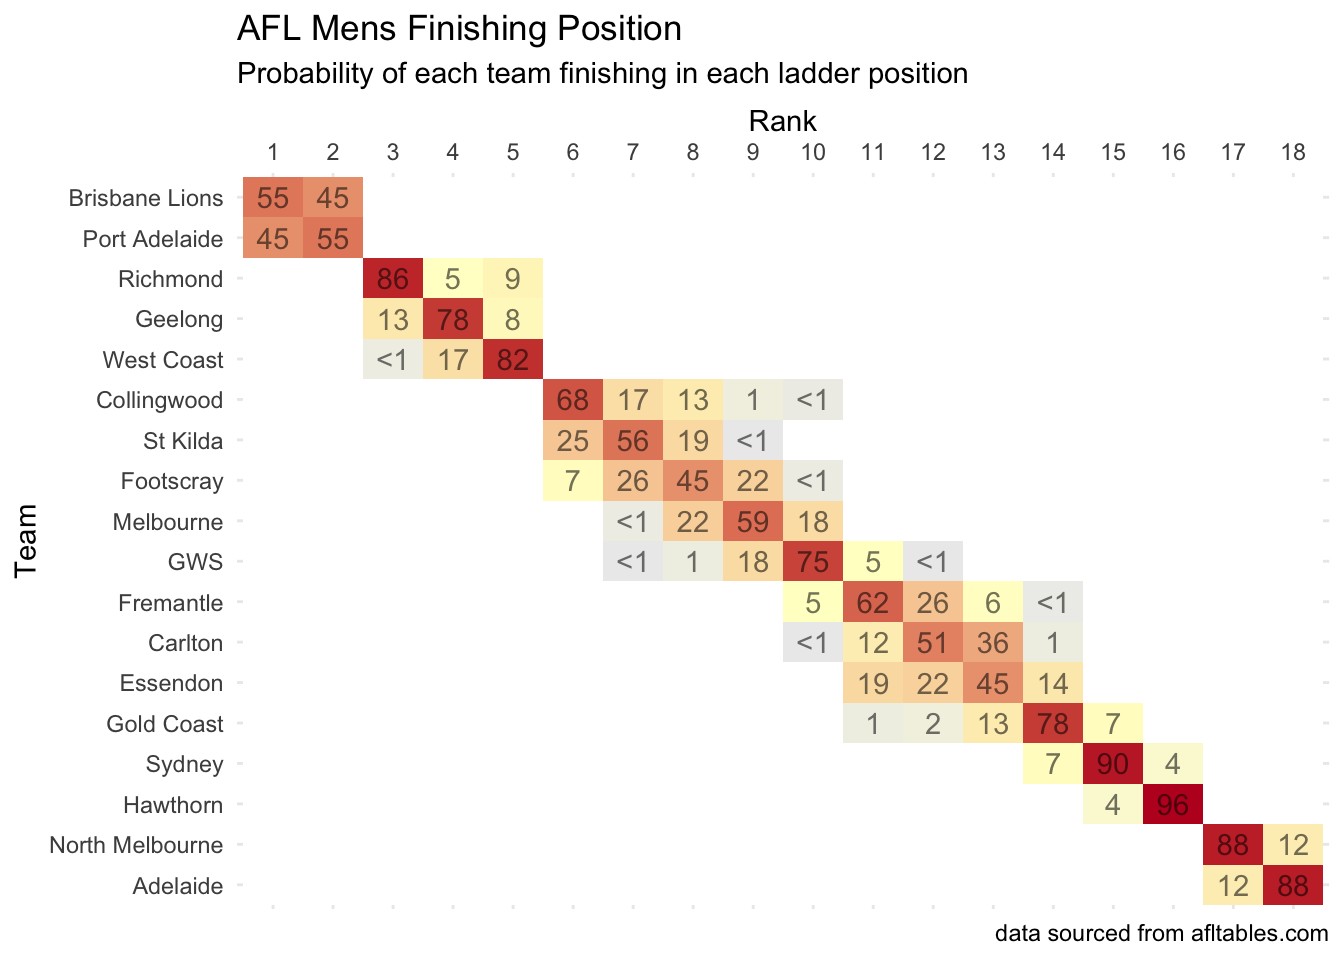 AFL Mens Finishing Position
Probability of each team finishing in each ladder position
Rank
1 2 3 4 5 6 7 8 9 10 11 12 13 14 15 16 17 18
Team
Brisbane Lions 55 45
Port Adelaide 45 55
Richmond 86 5 9
Geelong 13 78 8
West Coast <1 17 82
Collingwood 68 17 13 1 <1
St Kilda 25 56 19 <1
Footscray 7 26 45 22 <1
Melbourne <1 22 59 18
GWS <1 1 18 75 5 <1
Fremantle 5 62 26 6 <1
Carlton <1 12 51 36 1
Essendon 19 22 45 14
Gold Coast 1 2 13 78 7
Sydney 7 90 4
Hawthorn 4 96
North Melbourne 88 12
Adelaide 12 88
data sourced from afltables.com